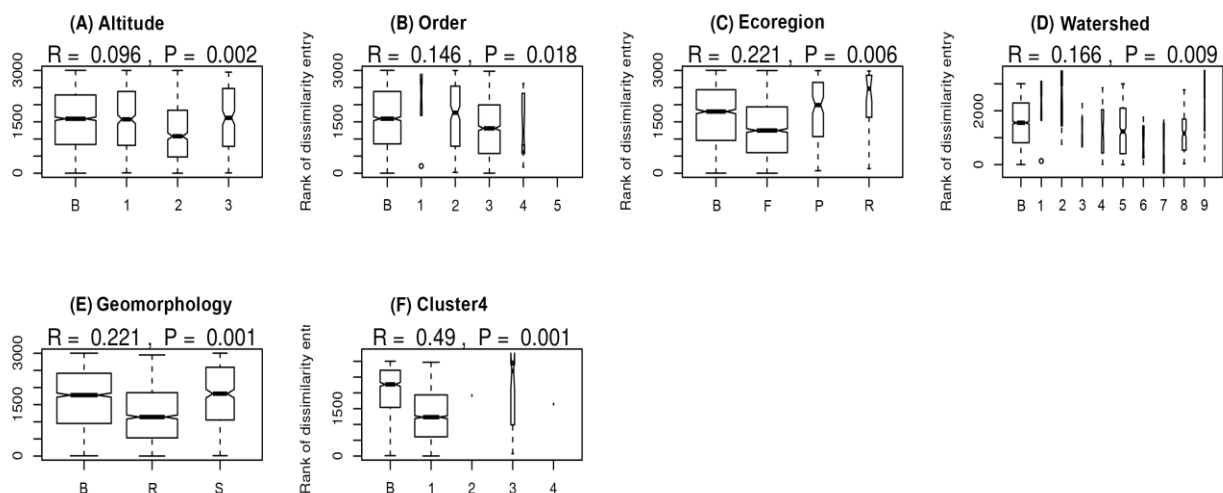 (A) Altitude
R = 0.096 , P = 0.002
0 1500 3000
B 1 2 3
(B) Order
R = 0.146 , P = 0.018
Rank of dissimilarity entry
0 1500 3000
B 1 2 3 4 5
(C) Ecoregion
R = 0.221 , P = 0.006
Rank of dissimilarity entry
0 1500 3000
B F P R
(D) Watershed
R = 0.166 , P = 0.009
Rank of dissimilarity entry
0 2000
B 1 2 3 4 5 6 7 8 9
(E) Geomorphology
R = 0.221 , P = 0.001
0 1500 3000
B R S
(F) Cluster4
R = 0.49 , P = 0.001
Rank of dissimilarity entr
0 1500
B 1 2 3 4